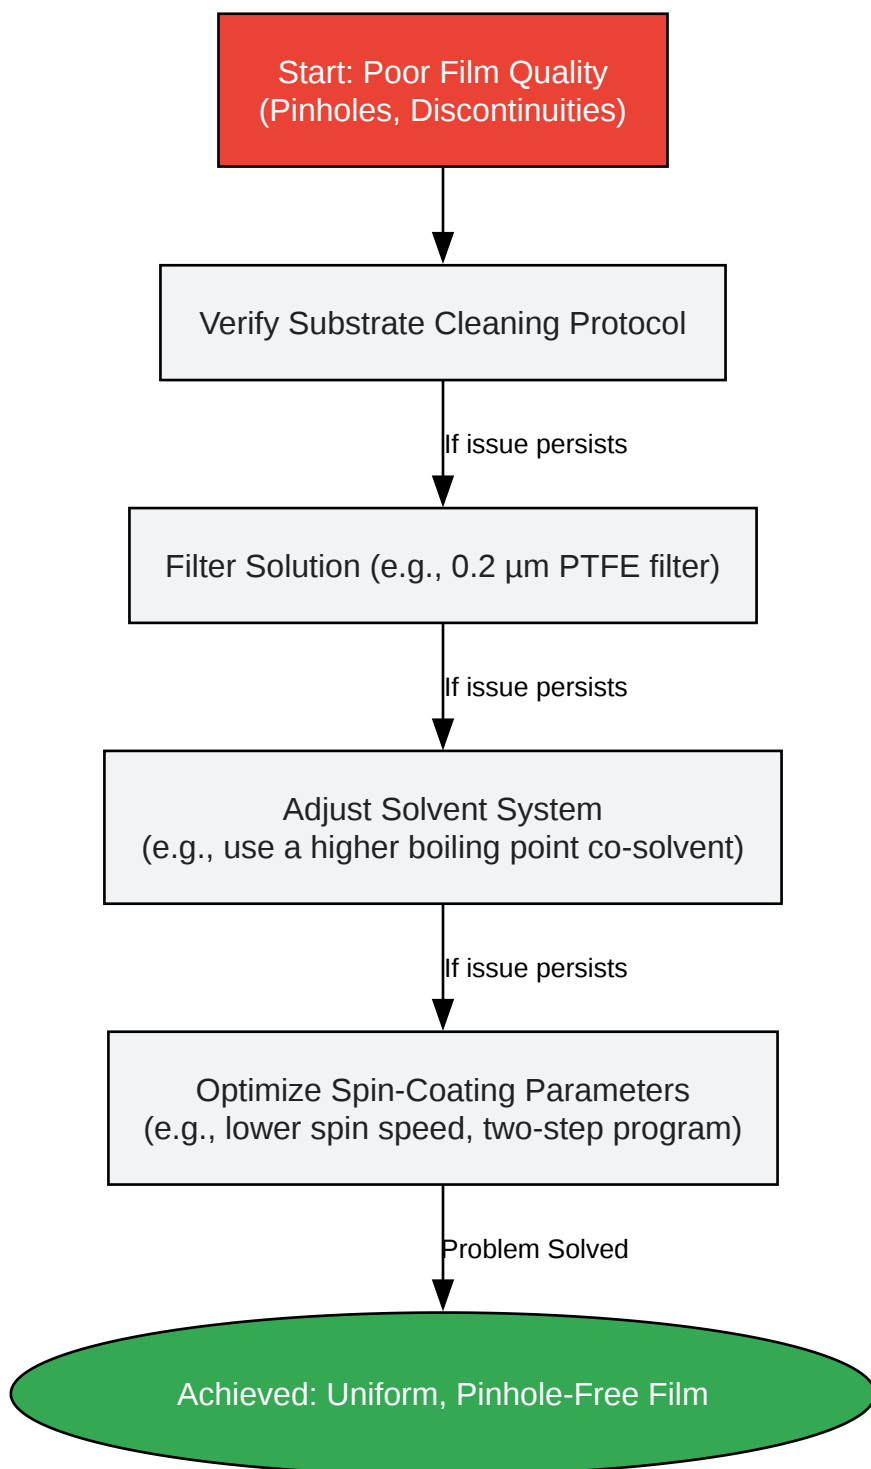 Start: Poor Film Quality
(Pinholes, Discontinuities)
Verify Substrate Cleaning Protocol
If issue persists
Filter Solution (e.g., 0.2 µm PTFE filter)
If issue persists
Adjust Solvent System
(e.g., use a higher boiling point co-solvent)
If issue persists
Optimize Spin-Coating Parameters
(e.g., lower spin speed, two-step program)
Problem Solved
Achieved: Uniform, Pinhole-Free Film